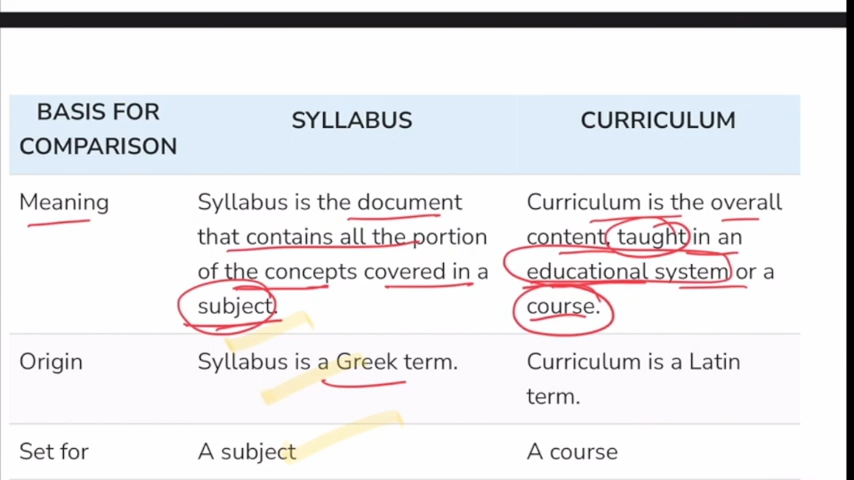 BASIS FOR
COMPARISON
SYLLABUS
CURRICULUM
Meaning
Syllabus is the document
that contains all the portion
of the concepts covered in a
subject.
Curriculum is the overall
content, taught in an
educational system or a
course.
Origin
Syllabus is a Greek term.
Curriculum is a Latin
term.
Set for
A subject
A course